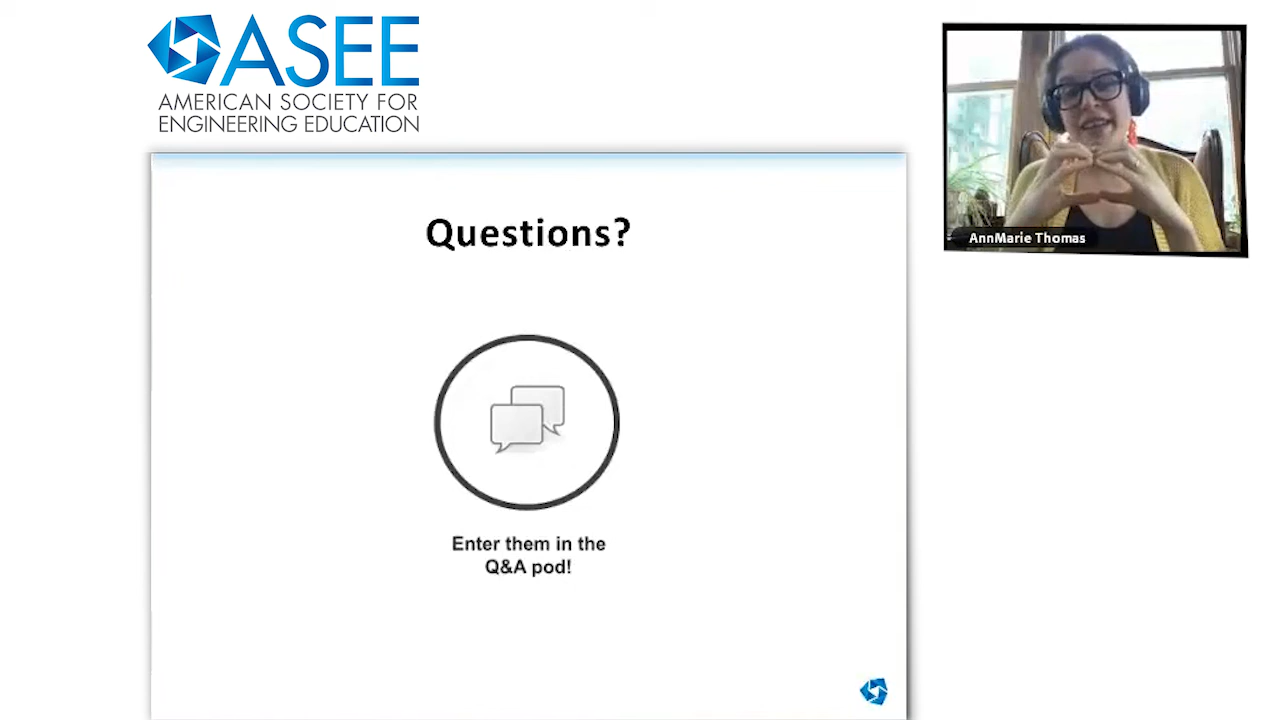 ASEE
AMERICAN SOCIETY FOR
ENGINEERING EDUCATION
AnnMarie Thomas
Questions?
Enter them in the
Q&A pod!